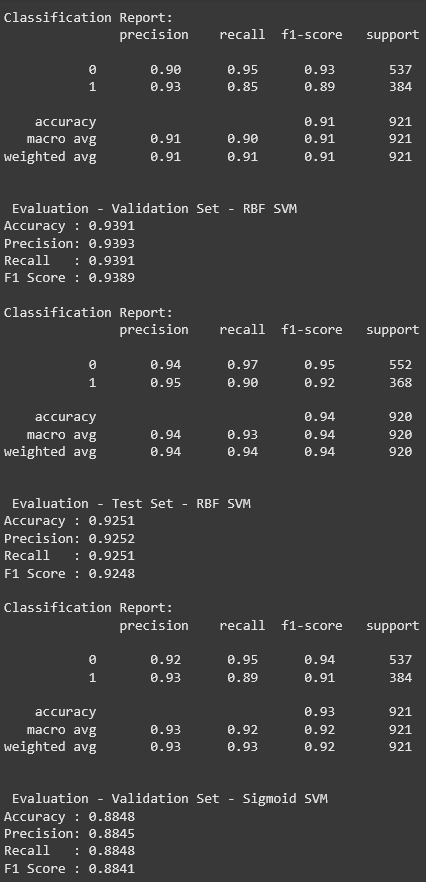 Classification Report:
precision recall f1-score support
0 0.90 0.95 0.93 537
1 0.93 0.85 0.89 384
accuracy 0.91 921
macro avg 0.91 0.90 0.91 921
weighted avg 0.91 0.91 0.91 921
Evaluation - Validation Set - RBF SVM
Accuracy : 0.9391
Precision: 0.9393
Recall : 0.9391
F1 Score : 0.9389
Classification Report:
precision recall f1-score support
0 0.94 0.97 0.95 552
1 0.95 0.90 0.92 368
accuracy 0.94 920
macro avg 0.94 0.93 0.94 920
weighted avg 0.94 0.94 0.94 920
Evaluation - Test Set - RBF SVM
Accuracy : 0.9251
Precision: 0.9252
Recall : 0.9251
F1 Score : 0.9248
Classification Report:
precision recall f1-score support
0 0.92 0.95 0.94 537
1 0.93 0.89 0.91 384
accuracy 0.93 921
macro avg 0.93 0.92 0.92 921
weighted avg 0.93 0.93 0.92 921
Evaluation - Validation Set - Sigmoid SVM
Accuracy : 0.8848
Precision: 0.8845
Recall : 0.8848
F1 Score : 0.8841